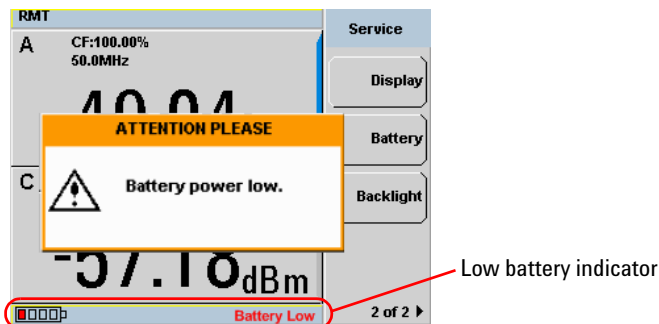 RMT
Service
A
CF:100.00%
50.0MHz
Display
ATTENTION PLEASE
Battery
C
Battery power low.
Backlight
dBm
Low battery indicator
Battery Low
2 of 2